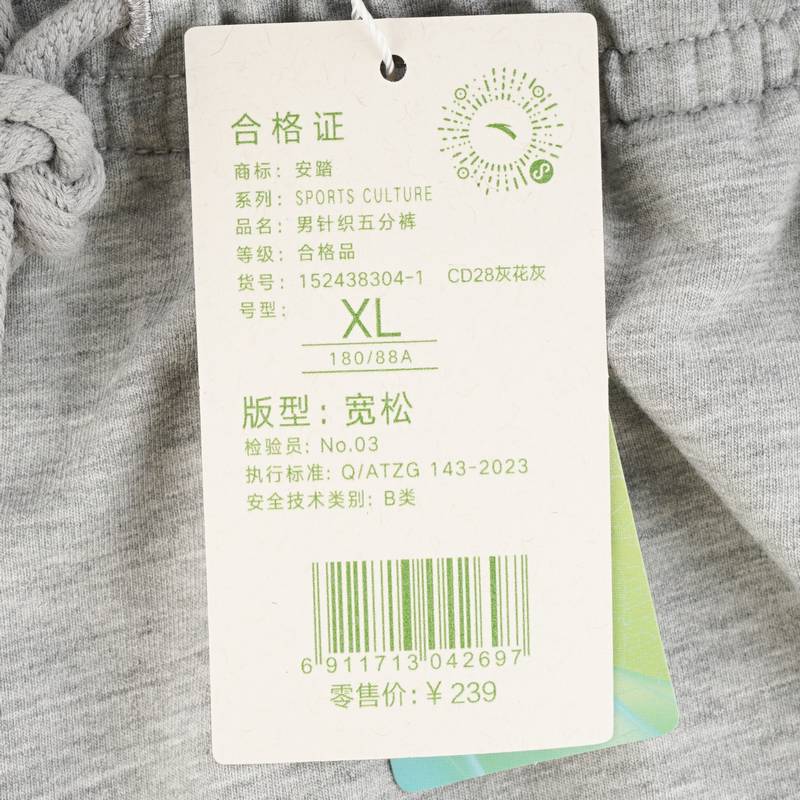 合格证
商标：安踏
系列：SPORTS CULTURE
品名：男针织五分裤
等级：合格品
货号：152438304-1 CD28灰花灰
号型：XL
180/88A
版型：宽松
检验员：No.03
执行标准：Q/ATZG 143-2023
安全技术类别：B类
6 911713 042697
零售价：￥239